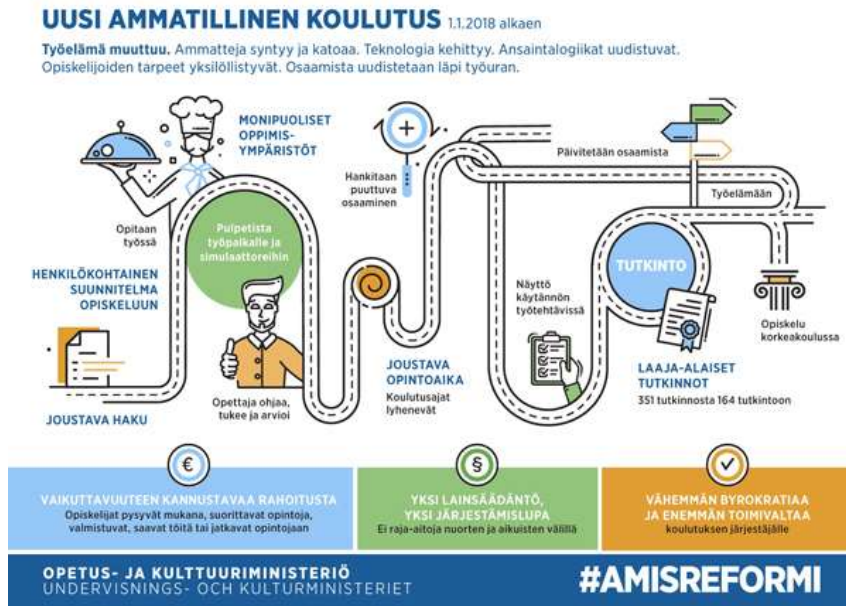 UUSI AMMATILLINEN KOULUTUS 1.1.2018 alkaen
Työelämä muuttuu. Ammatteja syntyy ja katoaa. Teknologia kehittyy. Ansaintalogiikat uudistuvat.
Opiskelijoiden tarpeet yksilöllistyvät. Osaamista uudistetaan läpi työuran.
JOUSTAVA HAKU
HENKILÖKOHTAINEN
SUUNNITELMA
OPISKELUUN
Opitaan
työssä
MONIPUOLISET
OPPIMIS-
YMPÄRISTÖT
Pulpetista
työpaikalle ja
simulaattoreihin
Opettaja ohjaa,
tukee ja arvioi
Hankitaan
puuttuva
osaaminen
JOUSTAVA
OPINTOAIKA
Koulutusajat
lyhenevät
Näyttö
käytännön
työtehtävissä
TUTKINTO
LAAJA-ALAISET
TUTKINNOT
351 tutkinnosta 164 tutkintoon
Päivitetään osaamista
Työelämään
Opiskelu
korkeakoulussa
€
VAIKUTTAVUUTEEN KANNUSTAVAA RAHOITUSTA
Opiskelijat pysyvät mukana, suorittavat opintoja,
valmistuvat, saavat töitä tai jatkavat opintojaan
§
YKSI LAINSÄÄDÄNTÖ,
YKSI JÄRJESTÄMISLUPA
Ei raja-aitoja nuorten ja aikuisten välillä
VÄHEMMÄN BYROKRATIAA
JA ENEMMÄN TOIMIVALTAA
koulutuksen järjestäjälle
OPETUS- JA KULTTUURIMINISTERIÖ
UNDERVISNINGS- OCH KULTURMINISTERIET
#AMISREFORMI